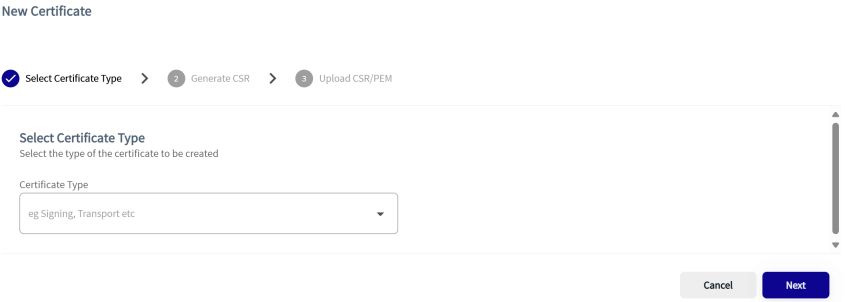 New Certificate
Select Certificate Type 2 Generate CSR 3 Upload CSR/PEM
Select Certificate Type
Select the type of the certificate to be created
Certificate Type
eg Signing, Transport etc
Cancel Next